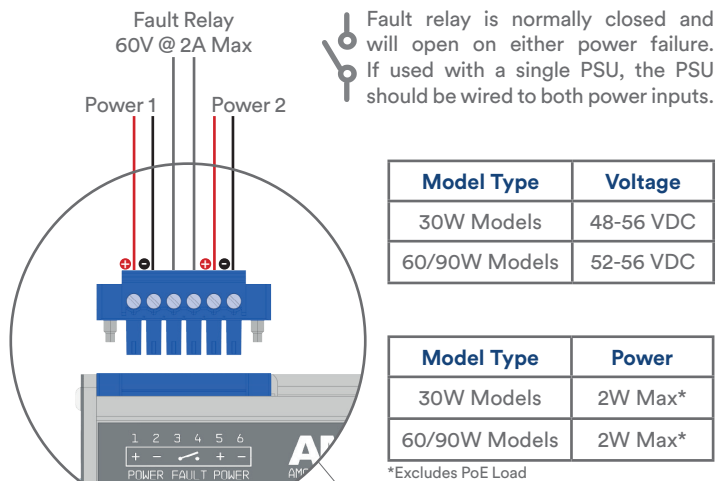 Fault Relay
60V @ 2A Max
Power 1
Power 2
Fault relay is normally closed and
will open on either power failure.
If used with a single PSU, the PSU
should be wired to both power inputs.
Model Type Voltage
30W Models 48-56 VDC
60/90W Models 52-56 VDC
Model Type Power
30W Models 2W Max*
60/90W Models 2W Max*
*Excludes PoE Load
+ - + -
1 2 3 4 5 6
+ - + -
POWER FAULT POWER